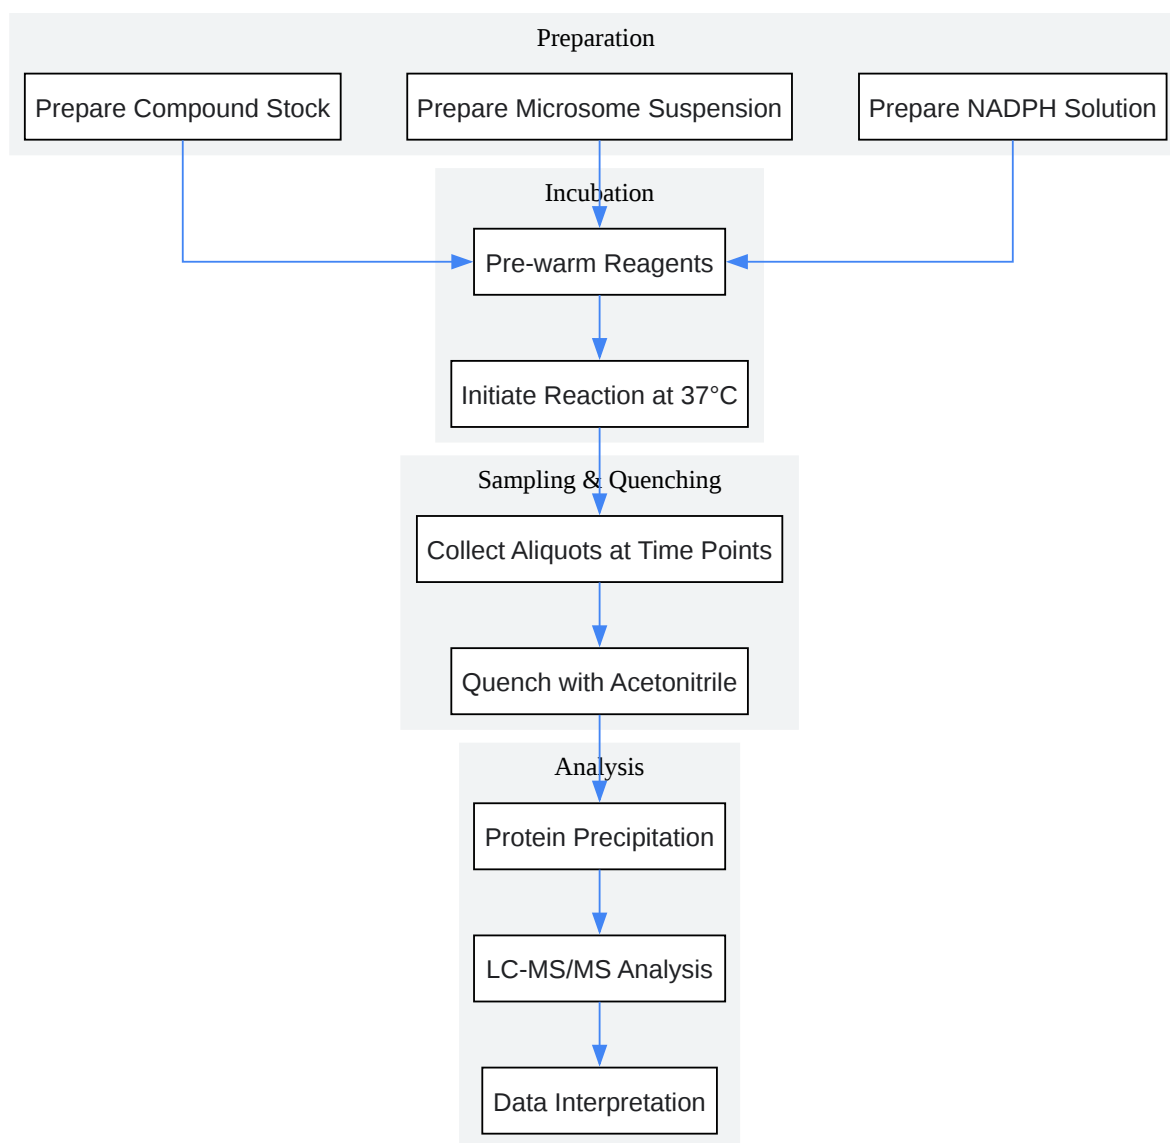 Preparation
Prepare Compound Stock
Prepare Microsome Suspension
Prepare NADPH Solution
Incubation
Pre-warm Reagents
Initiate Reaction at 37°C
Sampling & Quenching
Collect Aliquots at Time Points
Quench with Acetonitrile
Analysis
Protein Precipitation
LC-MS/MS Analysis
Data Interpretation